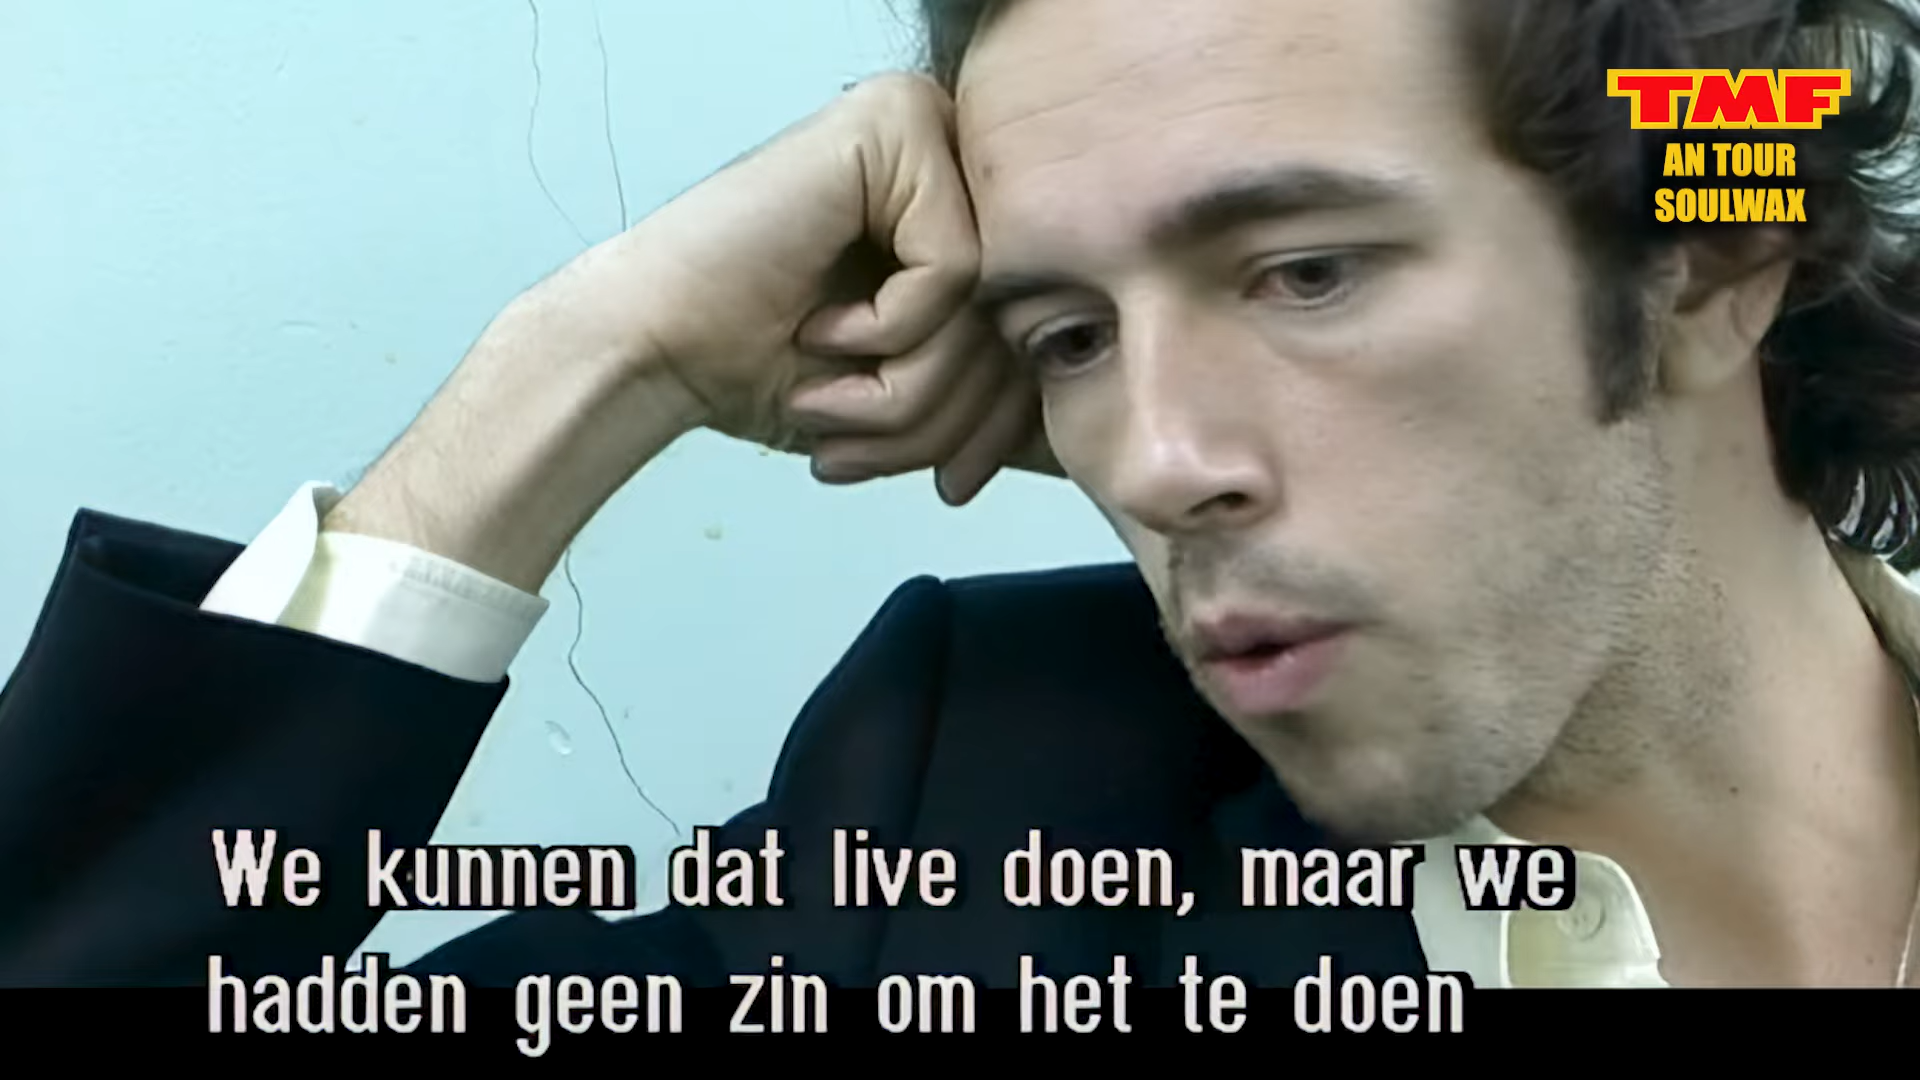 TMF
AN TOUR
SOULWAX
We kunnen dat live doen, maar we
hadden geen zin om het te doen